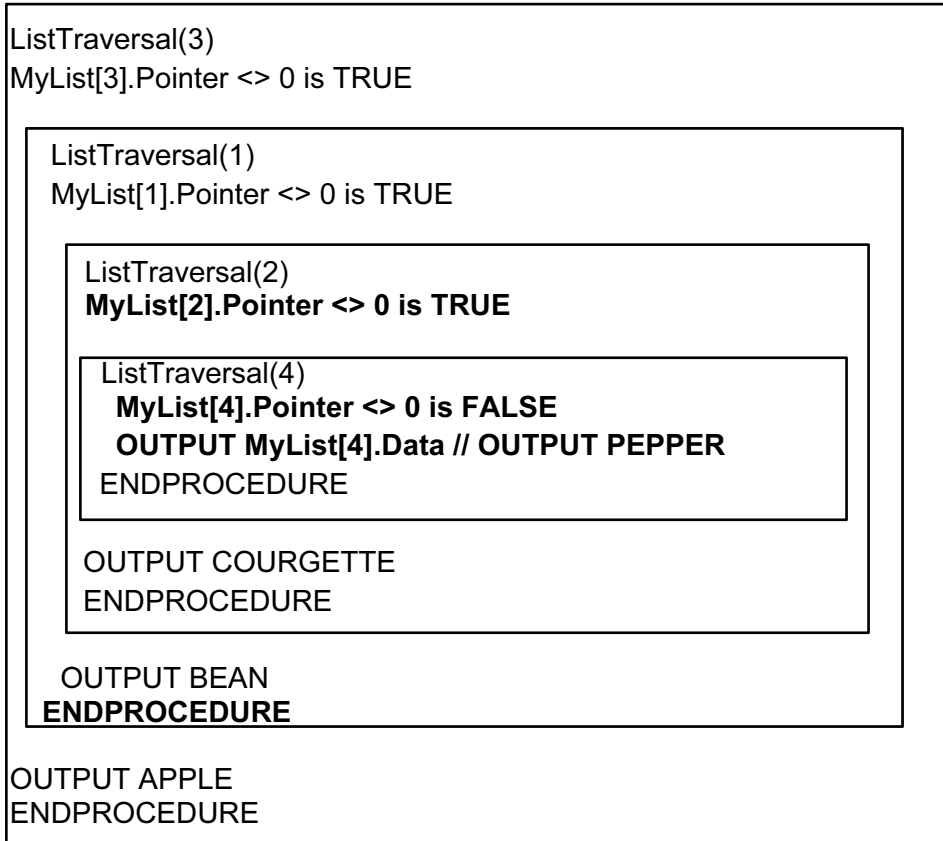 ListTraversal(3)
MyList[3].Pointer <> 0 is TRUE
ListTraversal(1)
MyList[1].Pointer <> 0 is TRUE
ListTraversal(2)
MyList[2].Pointer <> 0 is TRUE
ListTraversal(4)
MyList[4].Pointer <> 0 is FALSE
OUTPUT MyList[4].Data // OUTPUT PEPPER
ENDPROCEDURE
OUTPUT COURGETTE
ENDPROCEDURE
OUTPUT BEAN
ENDPROCEDURE
OUTPUT APPLE
ENDPROCEDURE